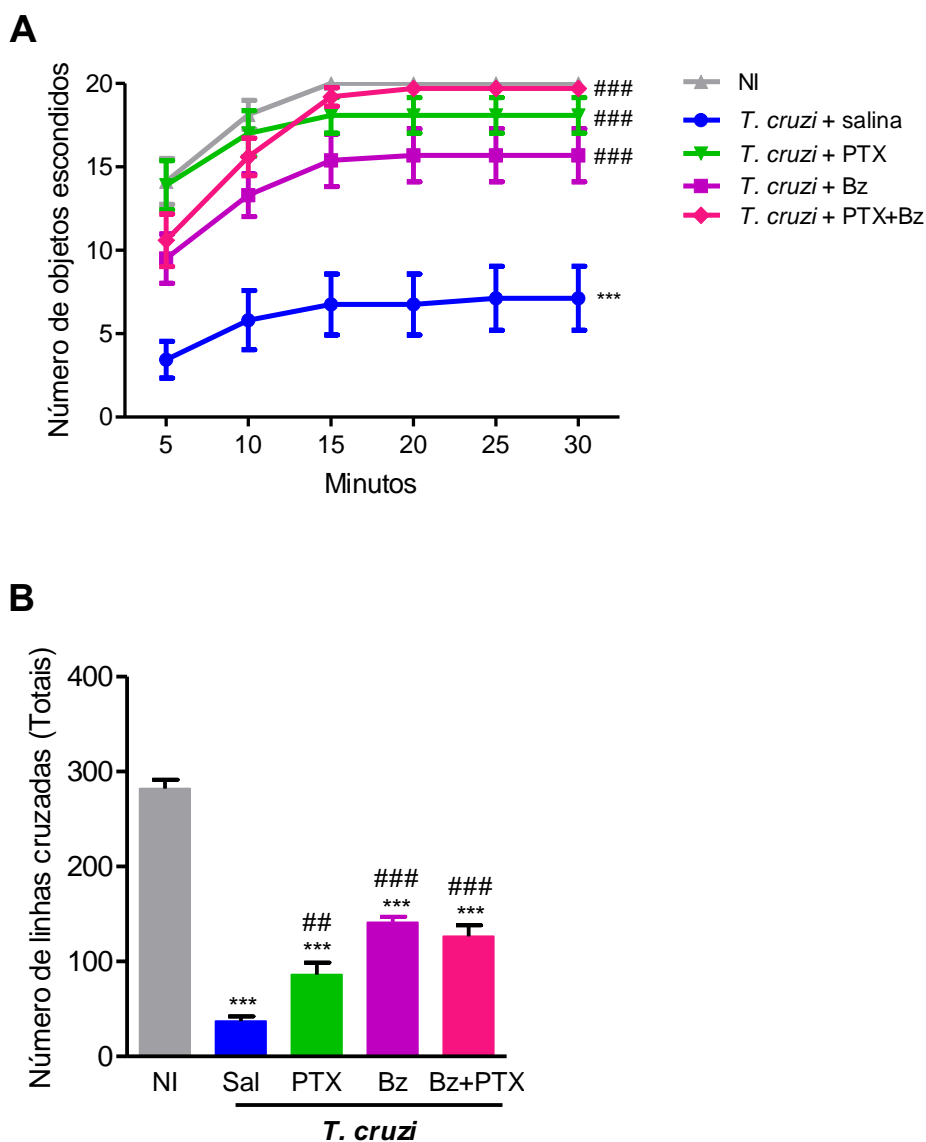 A
Número de objetos escondidos
20
15
10
5
0
5 10 15 20 25 30
Minutos
###
###
###
***
NI
T. cruzi + salina
T. cruzi + PTX
T. cruzi + Bz
T. cruzi + PTX+Bz
B
Número de linhas cruzadas (Totais)
400
300
200
100
0
***
##
***
###
***
###
***
NI Sal PTX Bz Bz+PTX
T. cruzi